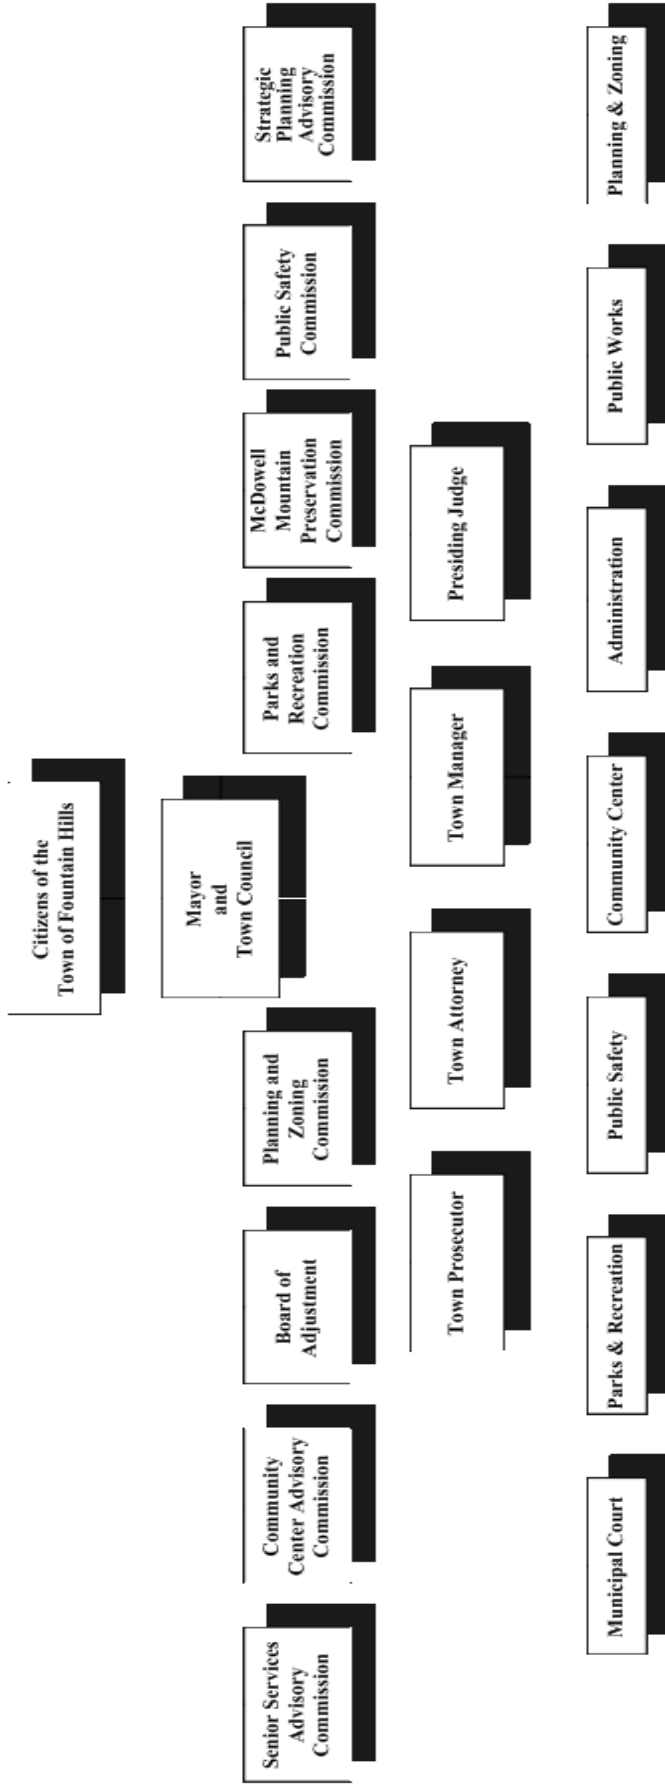 Citizens of the
Town of Fountain Hills
Mayor
and
Town Council
Senior Services
Advisory
Commission
Community
Center Advisory
Commission
Board of
Adjustment
Planning and
Zoning
Commission
Parks and
Recreation
Commission
McDowell
Mountain
Preservation
Commission
Public Safety
Commission
Strategic
Planning
Advisory
Commission
Town Prosecutor
Town Attorney
Town Manager
Presiding Judge
Municipal Court
Parks & Recreation
Public Safety
Community Center
Administration
Public Works
Planning & Zoning